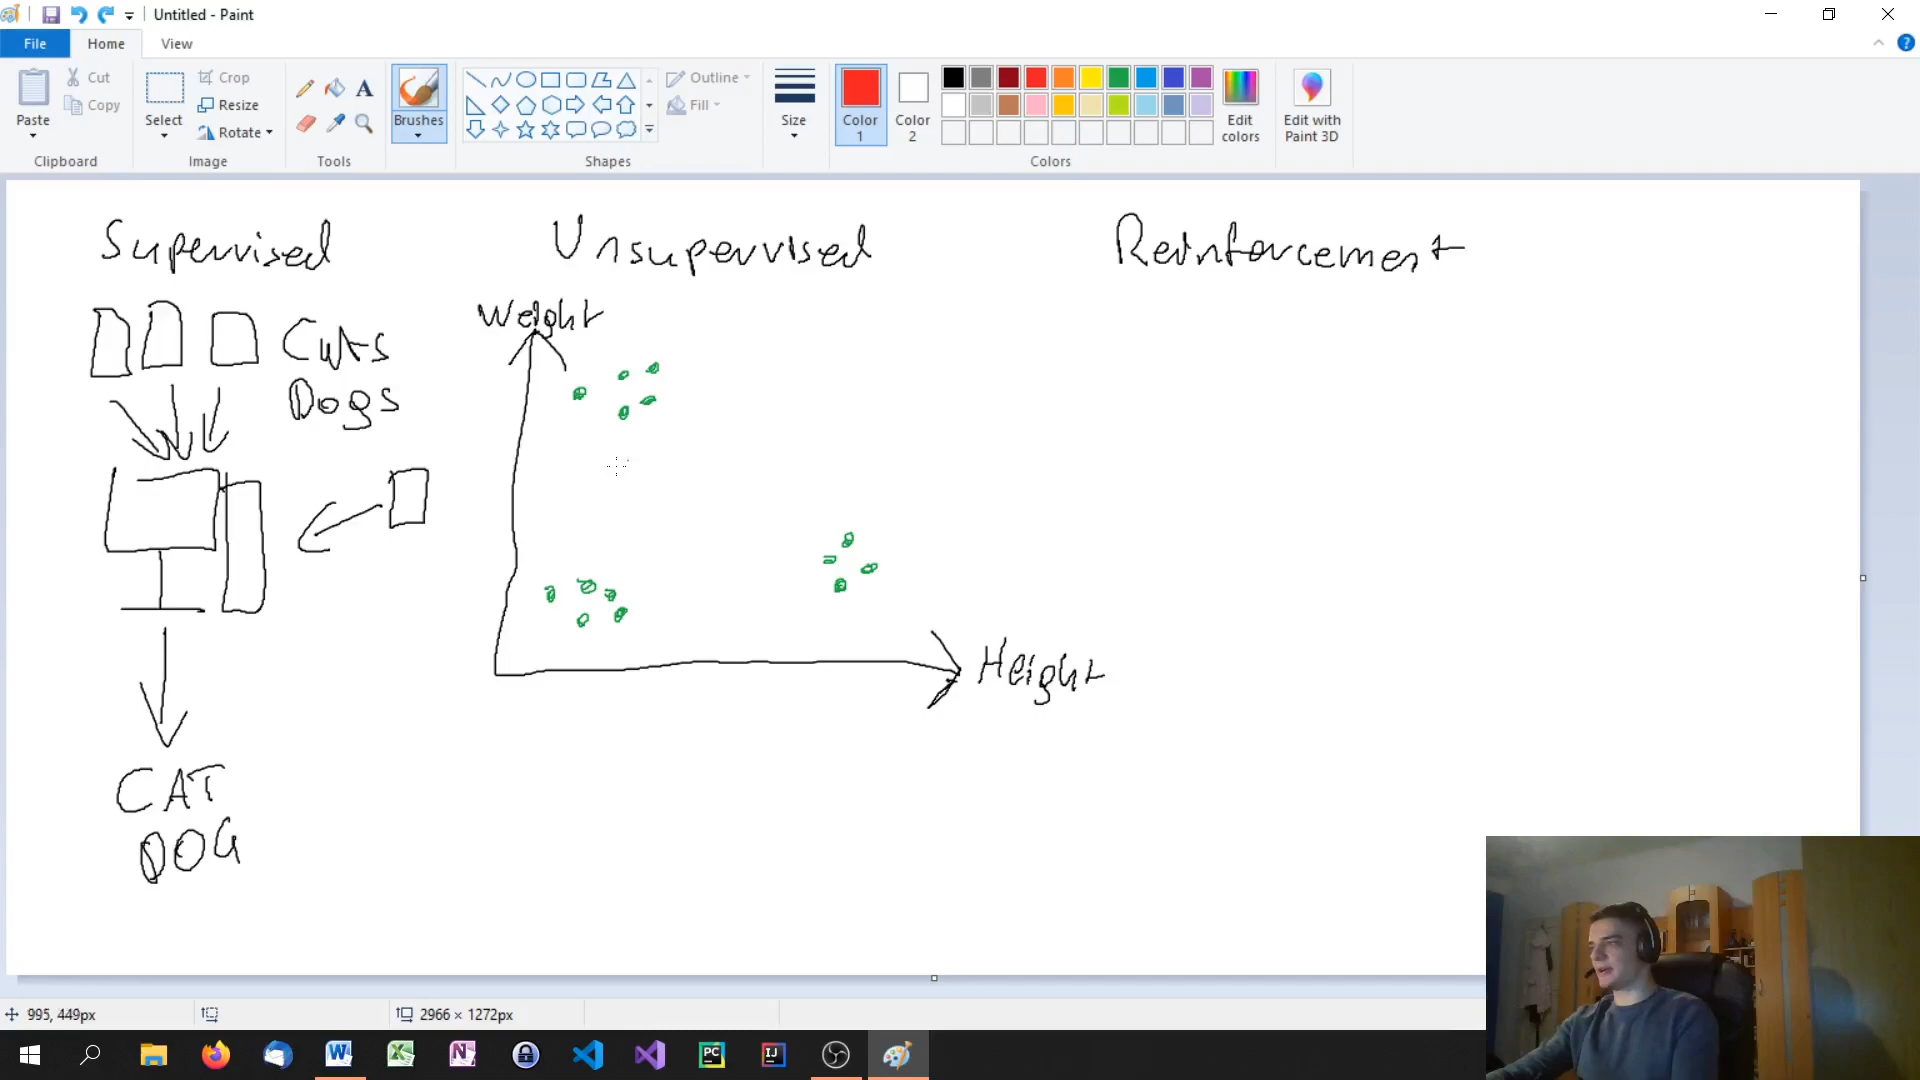 Untitled - Paint
File Home View
Paste
Cut
Copy
Clipboard
Select
Crop
Resize
Rotate
Image
A
Tools
Brushes
Shapes
Outline
Fill
Size
Color 1
Color 2
Edit colors
Colors
Edit with Paint 3D
Supervised Unsupervised Reinforcement
Cats
Dogs
Weight
Height
CAT
DOG
995, 449px
2966 × 1272px
W X N PC IJ